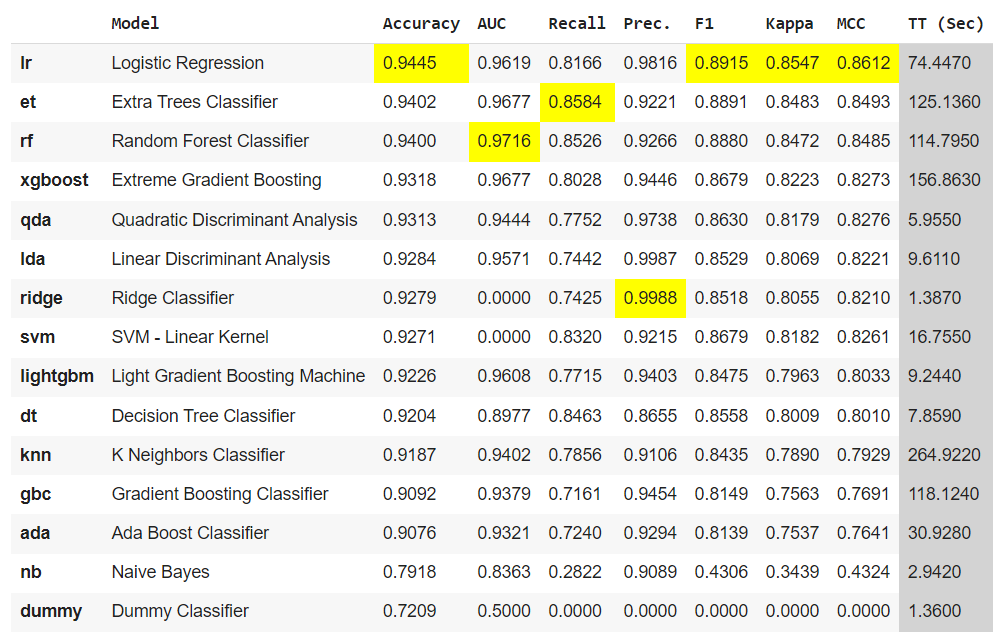 Model Accuracy AUC Recall Prec. F1 Kappa MCC TT (Sec)
lr Logistic Regression 0.9445 0.9619 0.8166 0.9816 0.8915 0.8547 0.8612 74.4470
et Extra Trees Classifier 0.9402 0.9677 0.8584 0.9221 0.8891 0.8483 0.8493 125.1360
rf Random Forest Classifier 0.9400 0.9716 0.8526 0.9266 0.8880 0.8472 0.8485 114.7950
xgboost Extreme Gradient Boosting 0.9318 0.9677 0.8028 0.9446 0.8679 0.8223 0.8273 156.8630
qda Quadratic Discriminant Analysis 0.9313 0.9444 0.7752 0.9738 0.8630 0.8179 0.8276 5.9550
lda Linear Discriminant Analysis 0.9284 0.9571 0.7442 0.9987 0.8529 0.8069 0.8221 9.6110
ridge Ridge Classifier 0.9279 0.0000 0.7425 0.9988 0.8518 0.8055 0.8210 1.3870
svm SVM - Linear Kernel 0.9271 0.0000 0.8320 0.9215 0.8679 0.8182 0.8261 16.7550
lightgbm Light Gradient Boosting Machine 0.9226 0.9608 0.7715 0.9403 0.8475 0.7963 0.8033 9.2440
dt Decision Tree Classifier 0.9204 0.8977 0.8463 0.8655 0.8558 0.8009 0.8010 7.8590
knn K Neighbors Classifier 0.9187 0.9402 0.7856 0.9106 0.8435 0.7890 0.7929 264.9220
gbc Gradient Boosting Classifier 0.9092 0.9379 0.7161 0.9454 0.8149 0.7563 0.7691 118.1240
ada Ada Boost Classifier 0.9076 0.9321 0.7240 0.9294 0.8139 0.7537 0.7641 30.9280
nb Naive Bayes 0.7918 0.8363 0.2822 0.9089 0.4306 0.3439 0.4324 2.9420
dummy Dummy Classifier 0.7209 0.5000 0.0000 0.0000 0.0000 0.0000 0.0000 1.3600